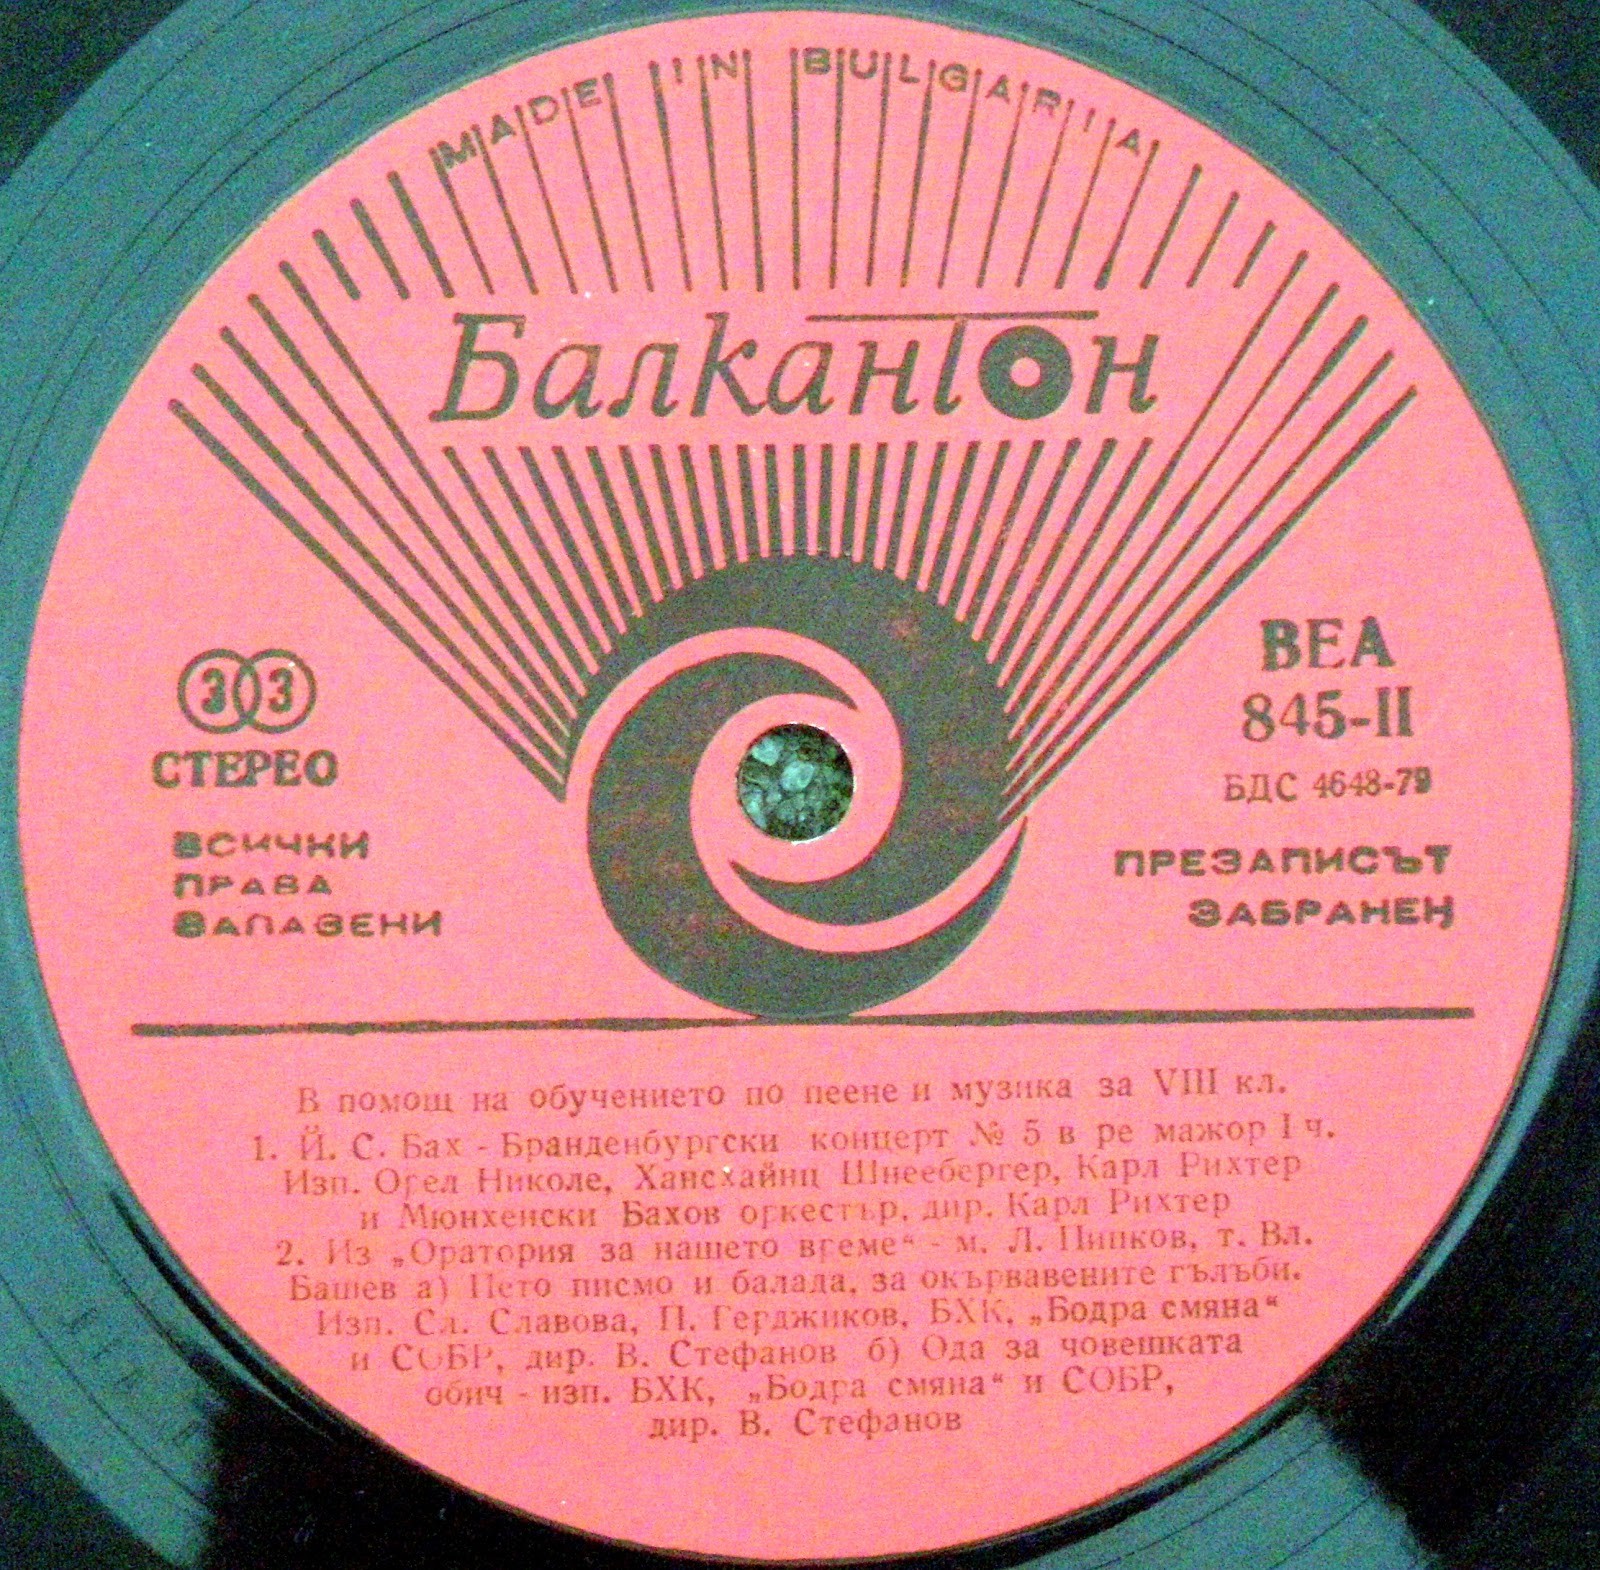 MADE IN BULGARIA
Балкантон
33
СТЕРЕО
ВСИЧКИ
ПРАВА
ЗАПАЗЕНИ
ВЕА
845-II
БДС 4648-79
ПРЕЗАПИСЪТ
ЗАБРАНЕН
В помощ на обучението по пеене и музика за VIII кл.
1. Й. С. Бах - Бранденбургски концерт № 5 в ре мажор I ч.
Изп. Орел Николе, Хансхайнц Шнеебергер, Карл Рихтер
и Мюнхенски Бахов оркестър, дир. Карл Рихтер
2. Из „Оратория за нашето време“ - м. Л. Пипков, т. Вл.
Башев а) Пето писмо и балада, за окървавените гълъби.
Изп. Сл. Славова, П. Герджиков, БХК, „Бодра смяна“
и СОБР, дир. В. Стефанов б) Ода за човешката
обич - изп. БХК, „Бодра смяна“ и СОБР,
дир. В. Стефанов